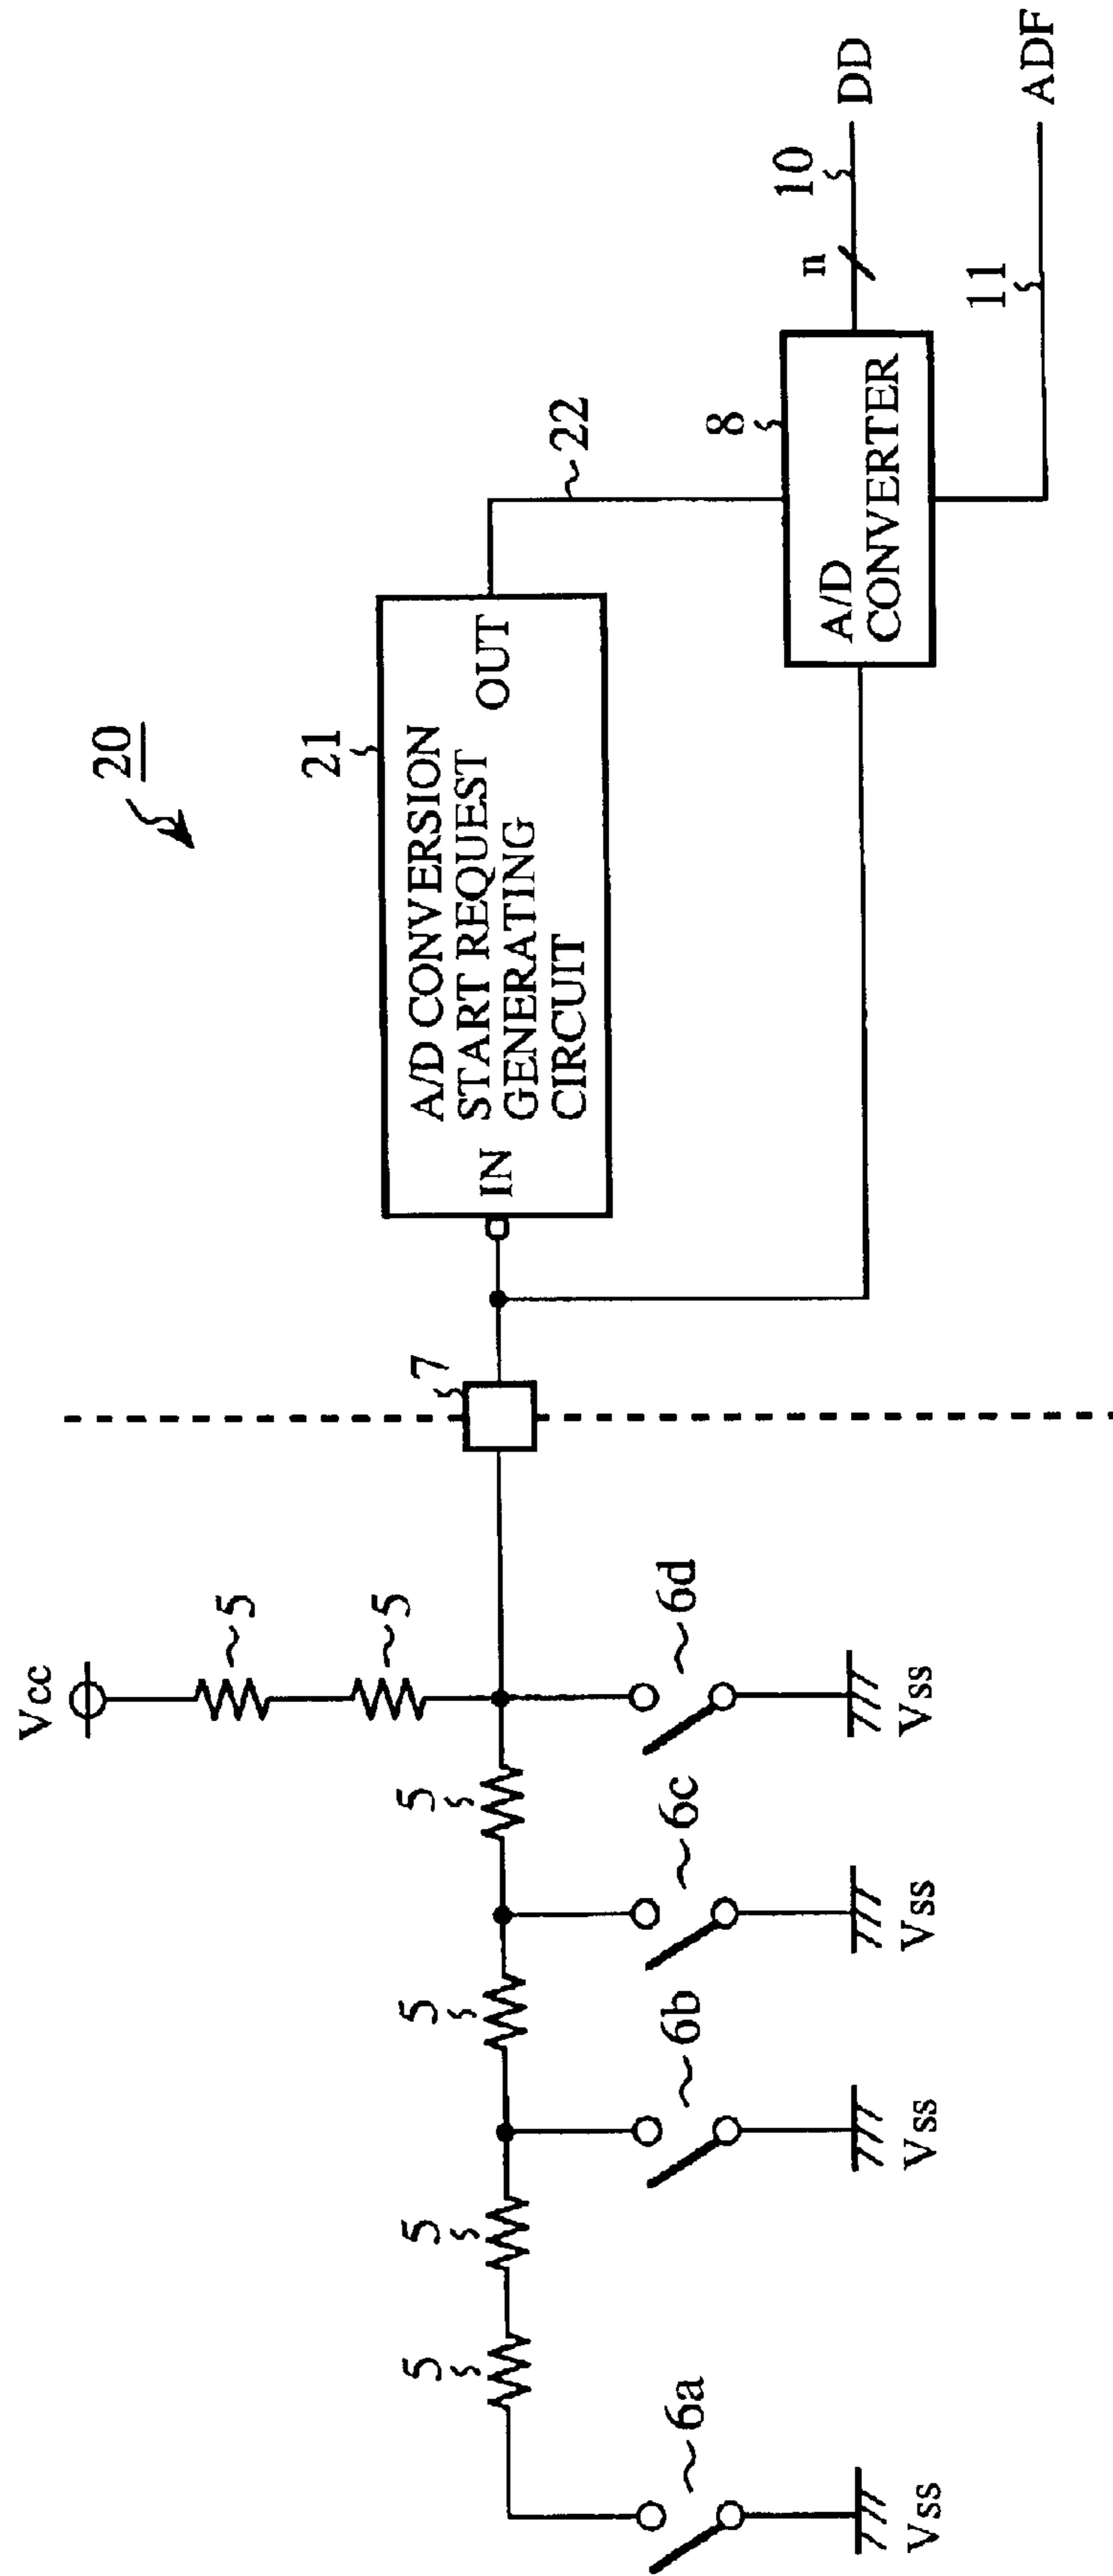 20
Vcc
5
5
5
5
5
5
6a
6b
6c
6d
Vss
Vss
Vss
Vss
7
21
IN
A/D CONVERSION
START REQUEST
GENERATING
CIRCUIT
OUT
22
8
A/D
CONVERTER
n
10
DD
11
ADF